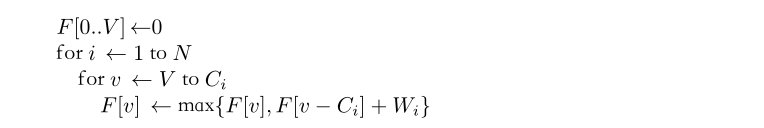 F[0..V] ←0
for i ← 1 to N
for v ← V to C_i
F[v] ← max{F[v], F[v − C_i] + W_i}